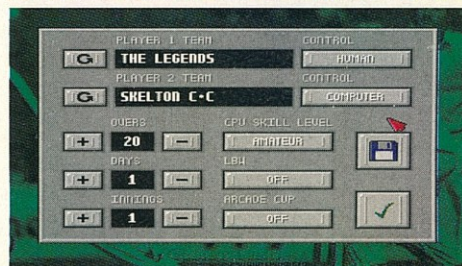 PLAYER 1 TEAM CONTROL
G THE LEGENDS HUMAN
PLAYER 2 TEAM CONTROL
G SKELTON C•C COMPUTER
OVERS CPU SKILL LEVEL
+ 20 - AMATEUR
DAYS LBW
+ 1 - OFF
INNINGS ARCADE CUP
+ 1 - OFF